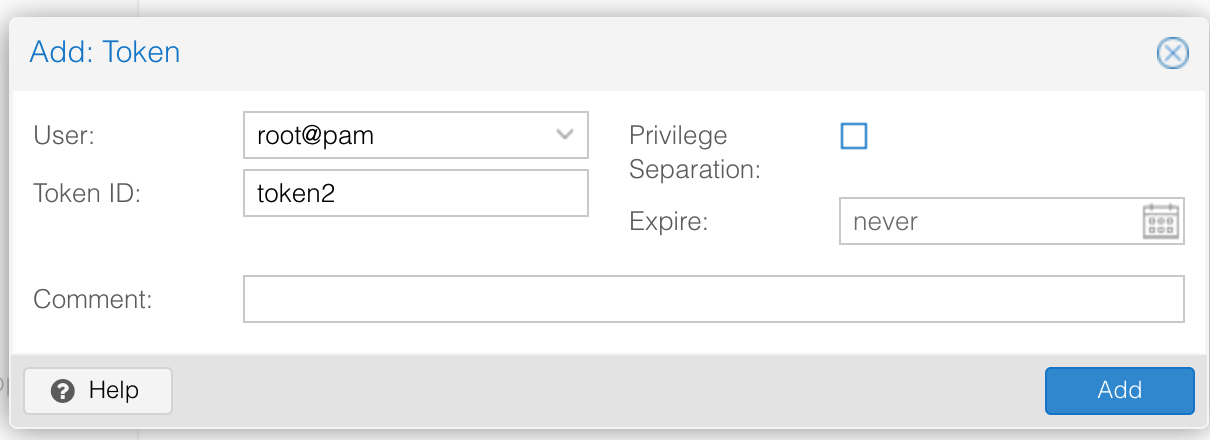 Add: Token
User:
root@pam
Privilege
Separation:
Token ID:
token2
Expire:
never
Comment:
Help
Add